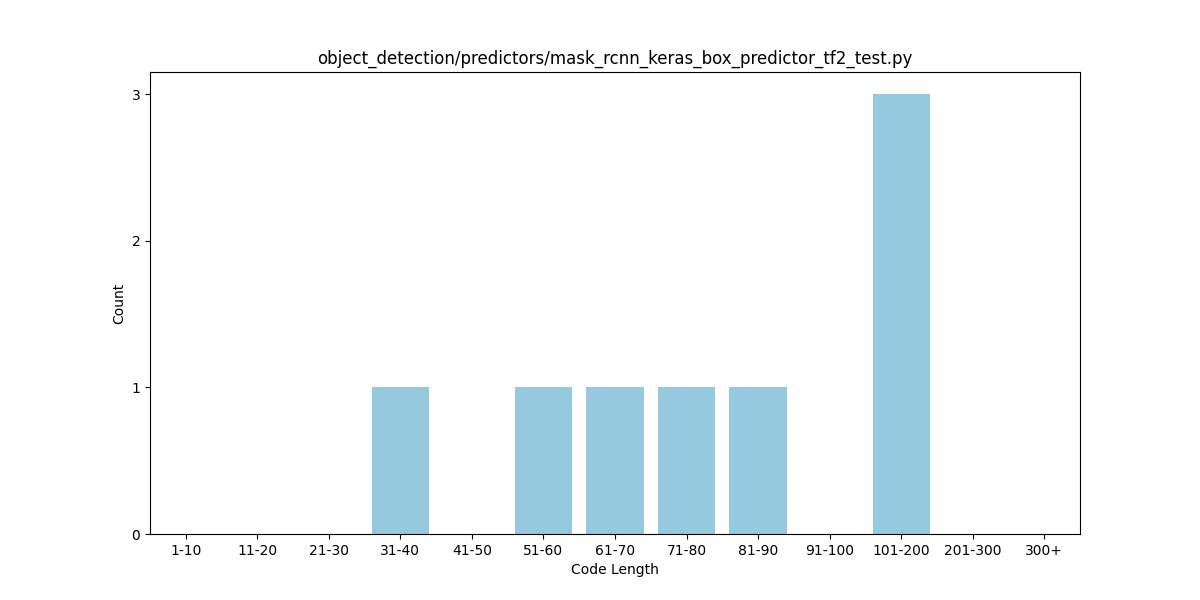 object_detection/predictors/mask_rcnn_keras_box_predictor_tf2_test.py
3
2
1
0
Count
1-10 11-20 21-30 31-40 41-50 51-60 61-70 71-80 81-90 91-100 101-200 201-300 300+
Code Length